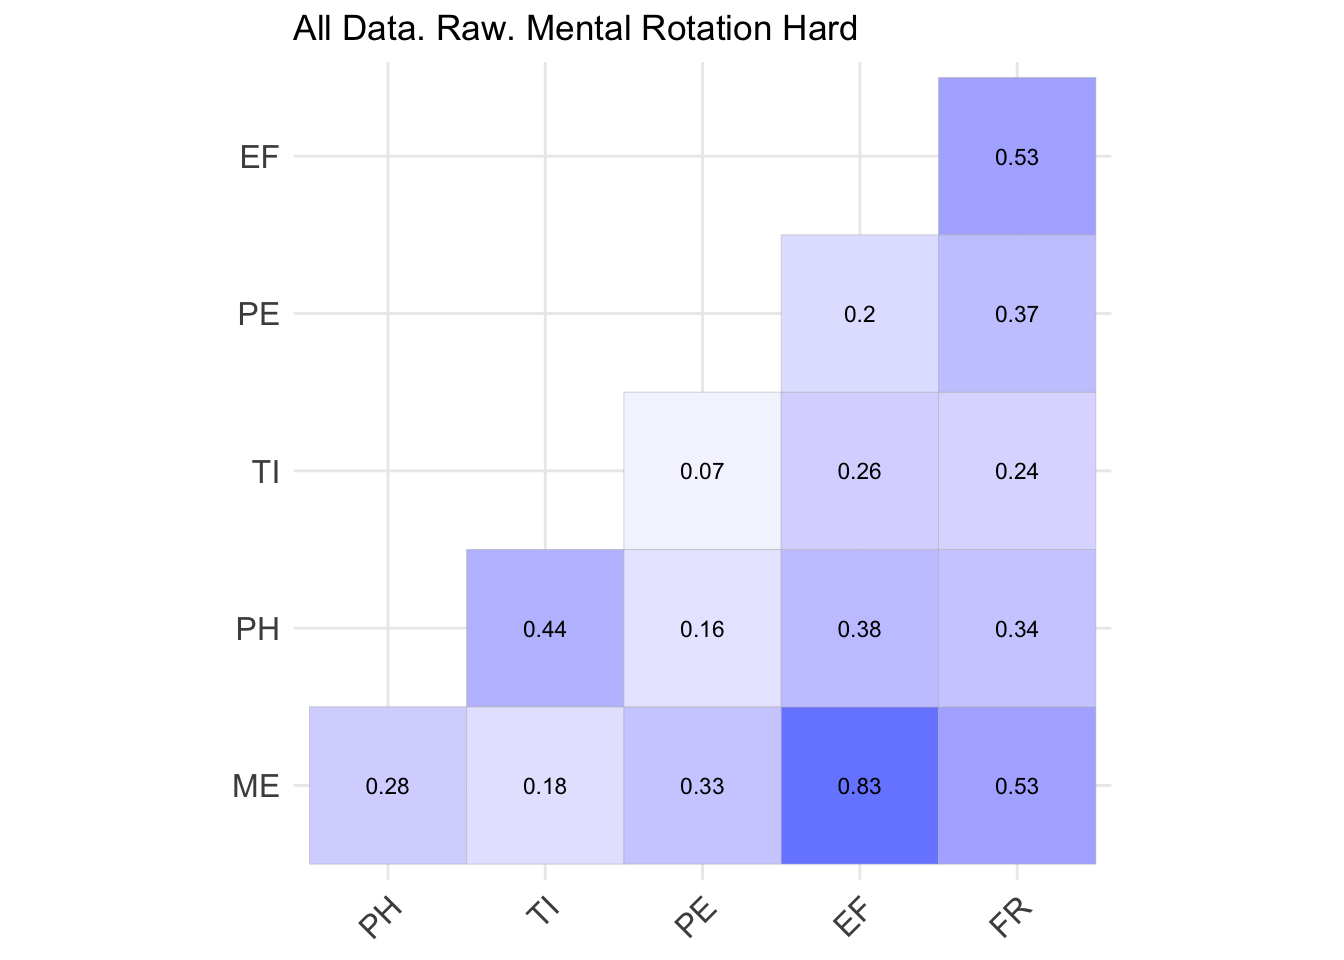 All Data. Raw. Mental Rotation Hard
EF 0.53
PE 0.2 0.37
TI 0.07 0.26 0.24
PH 0.44 0.16 0.38 0.34
ME 0.28 0.18 0.33 0.83 0.53
PH TI PE EF FR